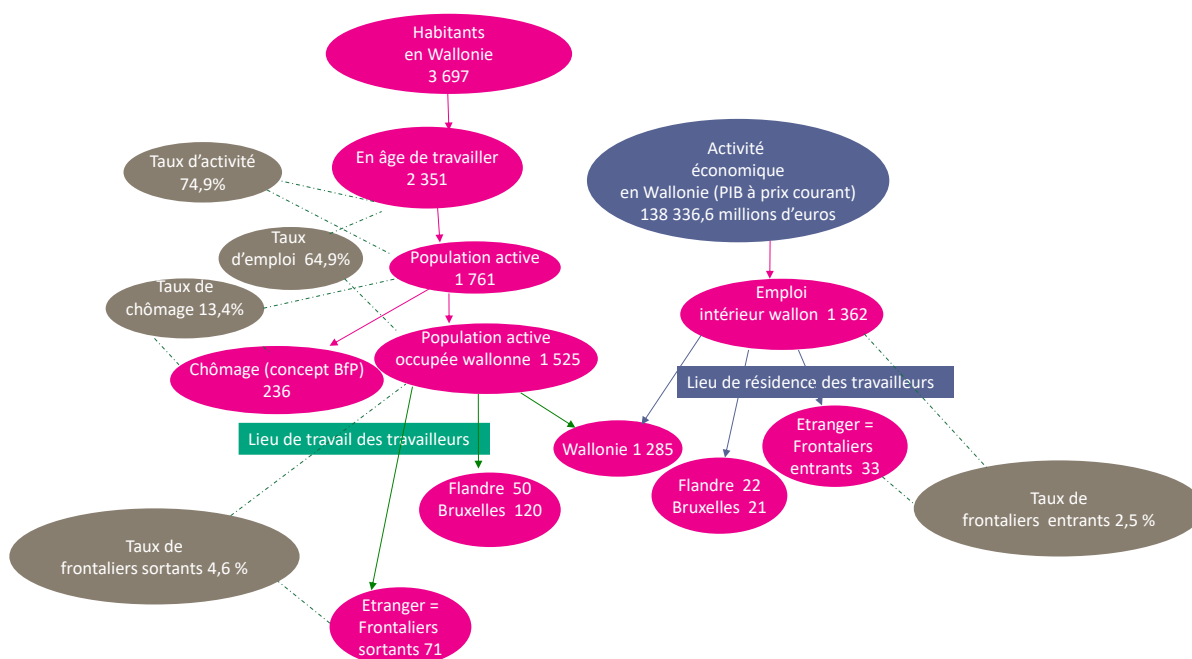 Habitants
en Wallonie
3 697
En âge de travailler
2 351
Taux d'activité
74,9%
Activité
économique
en Wallonie (PIB à prix courant)
138 336,6 millions d'euros
Taux
d'emploi 64,9%
Population active
1 761
Taux de
chômage 13,4%
Emploi
intérieur wallon 1 362
Population active
occupée wallonne 1 525
Chômage (concept BfP)
236
Lieu de résidence des travailleurs
Lieu de travail des travailleurs
Wallonie 1 285
Etranger =
Frontaliers
entrants 33
Flandre 50
Bruxelles 120
Flandre 22
Bruxelles 21
Taux de
frontaliers entrants 2,5 %
Taux de
frontaliers sortants 4,6 %
Etranger =
Frontaliers
sortants 71